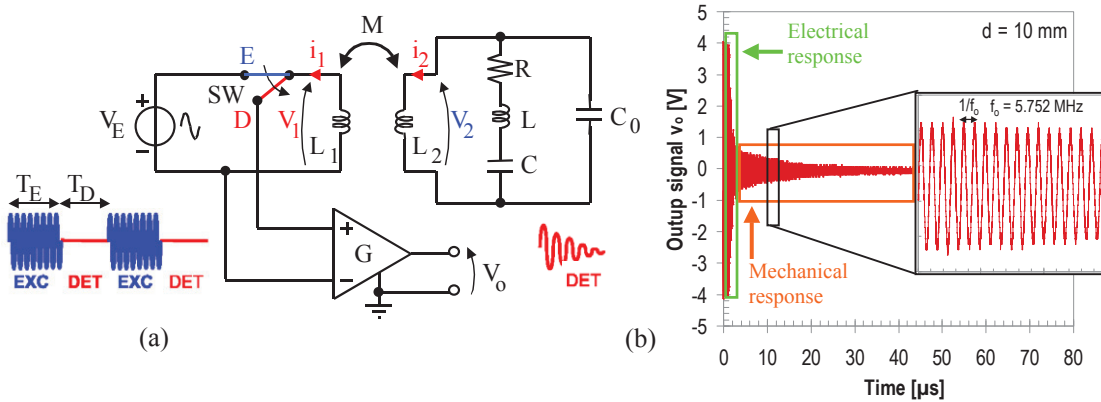 M
E
i1
i2
SW
D
V1
V2
VE
L1
L2
R
L
C
C0
TE
TD
EXC
DET
EXC
DET
+
G
−
Vo
DET
(a)
(b)
Outup signal vo [V]
5
4
3
2
1
0
-1
-2
-3
-4
-5
Electrical
response
d = 10 mm
1/fo fo = 5.752 MHz
Mechanical
response
0 10 20 30 40 50 60 70 80
Time [µs]